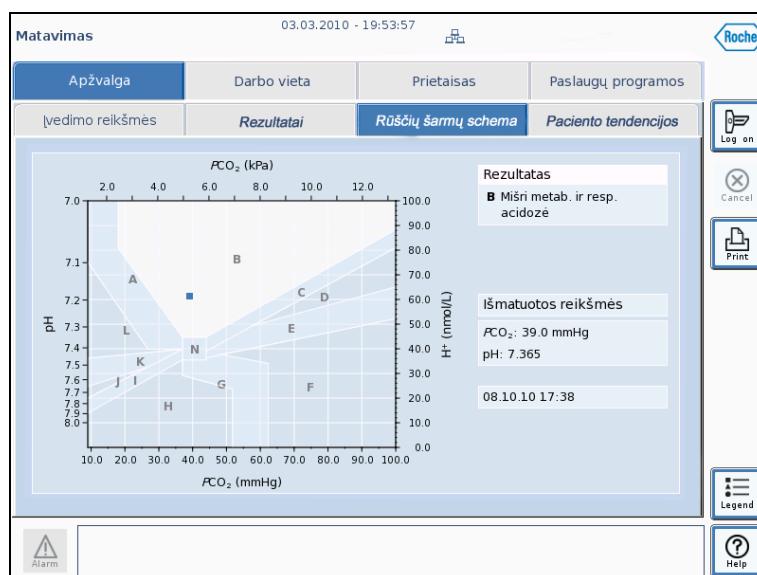 Matavimas
03.03.2010 - 19:53:57
Roche
Apžvalga
Darbo vieta
Prietaisas
Paslaugų programos
Įvedimo reikšmės
Rezultatai
Rūščių šarmų schema
Paciento tendencijos
Log on
Cancel
Print
PCO₂ (kPa)
2.0 4.0 6.0 8.0 10.0 12.0
7.0
7.1
7.2
7.3
7.4
7.5
7.6
7.7
7.8
7.9
8.0
pH
A
B
C
D
E
F
G
H
I
J
K
L
N
100.0
90.0
80.0
70.0
60.0
50.0
40.0
30.0
20.0
10.0
0.0
H⁺ (nmol/L)
10.0 20.0 30.0 40.0 50.0 60.0 70.0 80.0 90.0 100.0
PCO₂ (mmHg)
Rezultatas
B Mišri metab. ir resp.
acidozė
Išmatuotos reikšmės
PCO₂: 39.0 mmHg
pH: 7.365
08.10.10 17:38
Legend
Alarm
Help